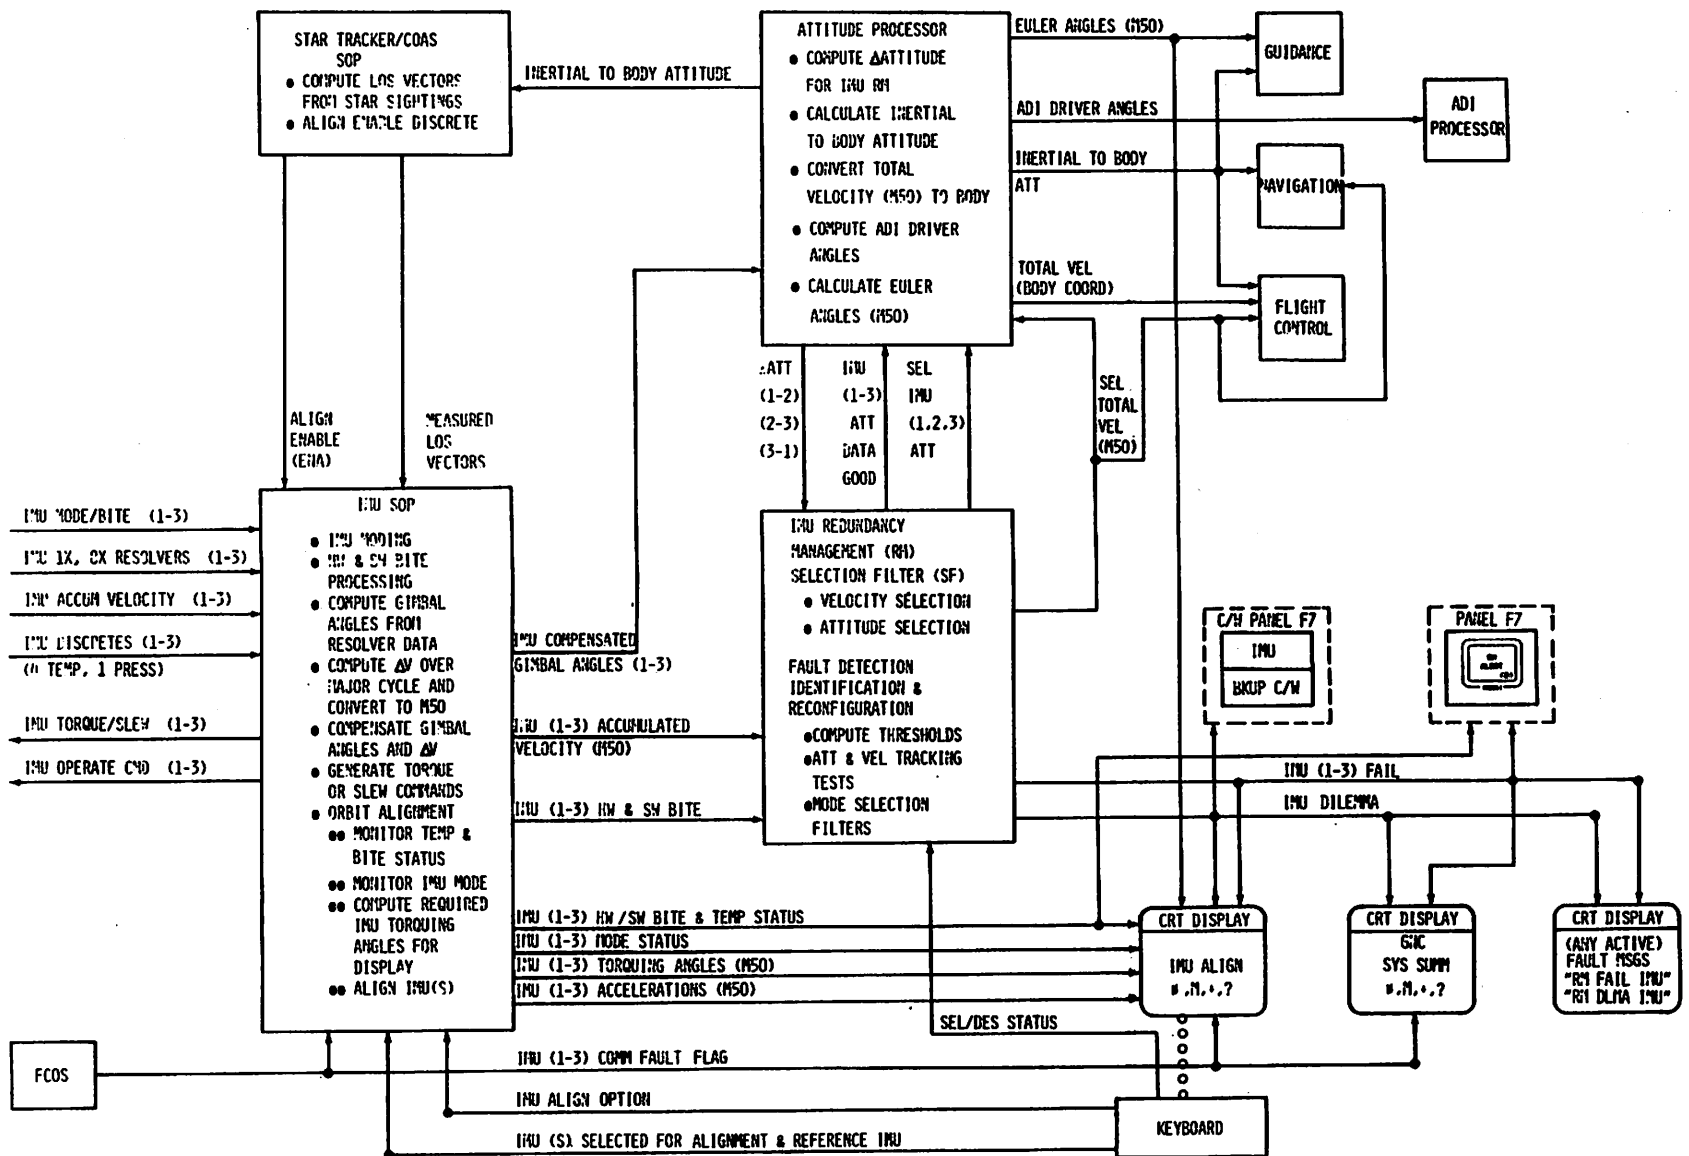 STAR TRACKER/COAS
SOP
● COMPUTE LOS VECTORS
FROM STAR SIGHTINGS
● ALIGN ENABLE DISCRETE
INERTIAL TO BODY ATTITUDE
ATTITUDE PROCESSOR
● COMPUTE ΔATTITUDE
FOR IMU RM
● CALCULATE INERTIAL
TO BODY ATTITUDE
● CONVERT TOTAL
VELOCITY (M50) TO BODY
● COMPUTE ADI DRIVER
ANGLES
● CALCULATE EULER
ANGLES (M50)
EULER ANGLES (M50)
GUIDANCE
ADI DRIVER ANGLES
ADI
PROCESSOR
INERTIAL TO BODY
ATT
NAVIGATION
TOTAL VEL
(BODY COORD)
FLIGHT
CONTROL
SEL
TOTAL
VEL
(M50)
ALIGN
ENABLE
(ENA)
MEASURED
LOS
VECTORS
ATT
(1-2)
(2-3)
(3-1)
IMU
(1-3)
ATT
DATA
GOOD
SEL
IMU
(1,2,3)
ATT
IMU MODE/BITE (1-3)
IMU 1X, 8X RESOLVERS (1-3)
IMU ACCUM VELOCITY (1-3)
IMU DISCRETES (1-3)
TEMP, 1 PRESS)
IMU TORQUE/SLEW (1-3)
IMU OPERATE CMD (1-3)
IMU SOP
● IMU MODING
● HW & SW BITE
PROCESSING
● COMPUTE GIMBAL
ANGLES FROM
RESOLVER DATA
● COMPUTE ΔV OVER
MAJOR CYCLE AND
CONVERT TO M50
● COMPENSATE GIMBAL
ANGLES AND ΔV
● GENERATE TORQUE
OR SLEW COMMANDS
● ORBIT ALIGNMENT
●● MONITOR TEMP &
BITE STATUS
●● MONITOR IMU MODE
●● COMPUTE REQUIRED
IMU TORQUING
ANGLES FOR
DISPLAY
●● ALIGN IMU(S)
IMU COMPENSATED
GIMBAL ANGLES (1-3)
IMU (1-3) ACCUMULATED
VELOCITY (M50)
IMU (1-3) HW & SW BITE
IMU REDUNDANCY
MANAGEMENT (RM)
SELECTION FILTER (SF)
● VELOCITY SELECTION
● ATTITUDE SELECTION
FAULT DETECTION
IDENTIFICATION &
RECONFIGURATION
●COMPUTE THRESHOLDS
●ATT & VEL TRACKING
TESTS
●MODE SELECTION
FILTERS
C/W PANEL F7
IMU
BKUP C/W
PANEL F7
IMU (1-3) FAIL
IMU DILEMMA
IMU (1-3) HW/SW BITE & TEMP STATUS
IMU (1-3) MODE STATUS
IMU (1-3) TORQUING ANGLES (M50)
IMU (1-3) ACCELERATIONS (M50)
CRT DISPLAY
IMU ALIGN
CRT DISPLAY
GNC
SYS SUMM
CRT DISPLAY
(ANY ACTIVE)
FAULT MSGS
"RM FAIL IMU"
"RM DLMA IMU"
SEL/DES STATUS
FCOS
IMU (1-3) COMM FAULT FLAG
IMU ALIGN OPTION
KEYBOARD
IMU (S) SELECTED FOR ALIGNMENT & REFERENCE IMU